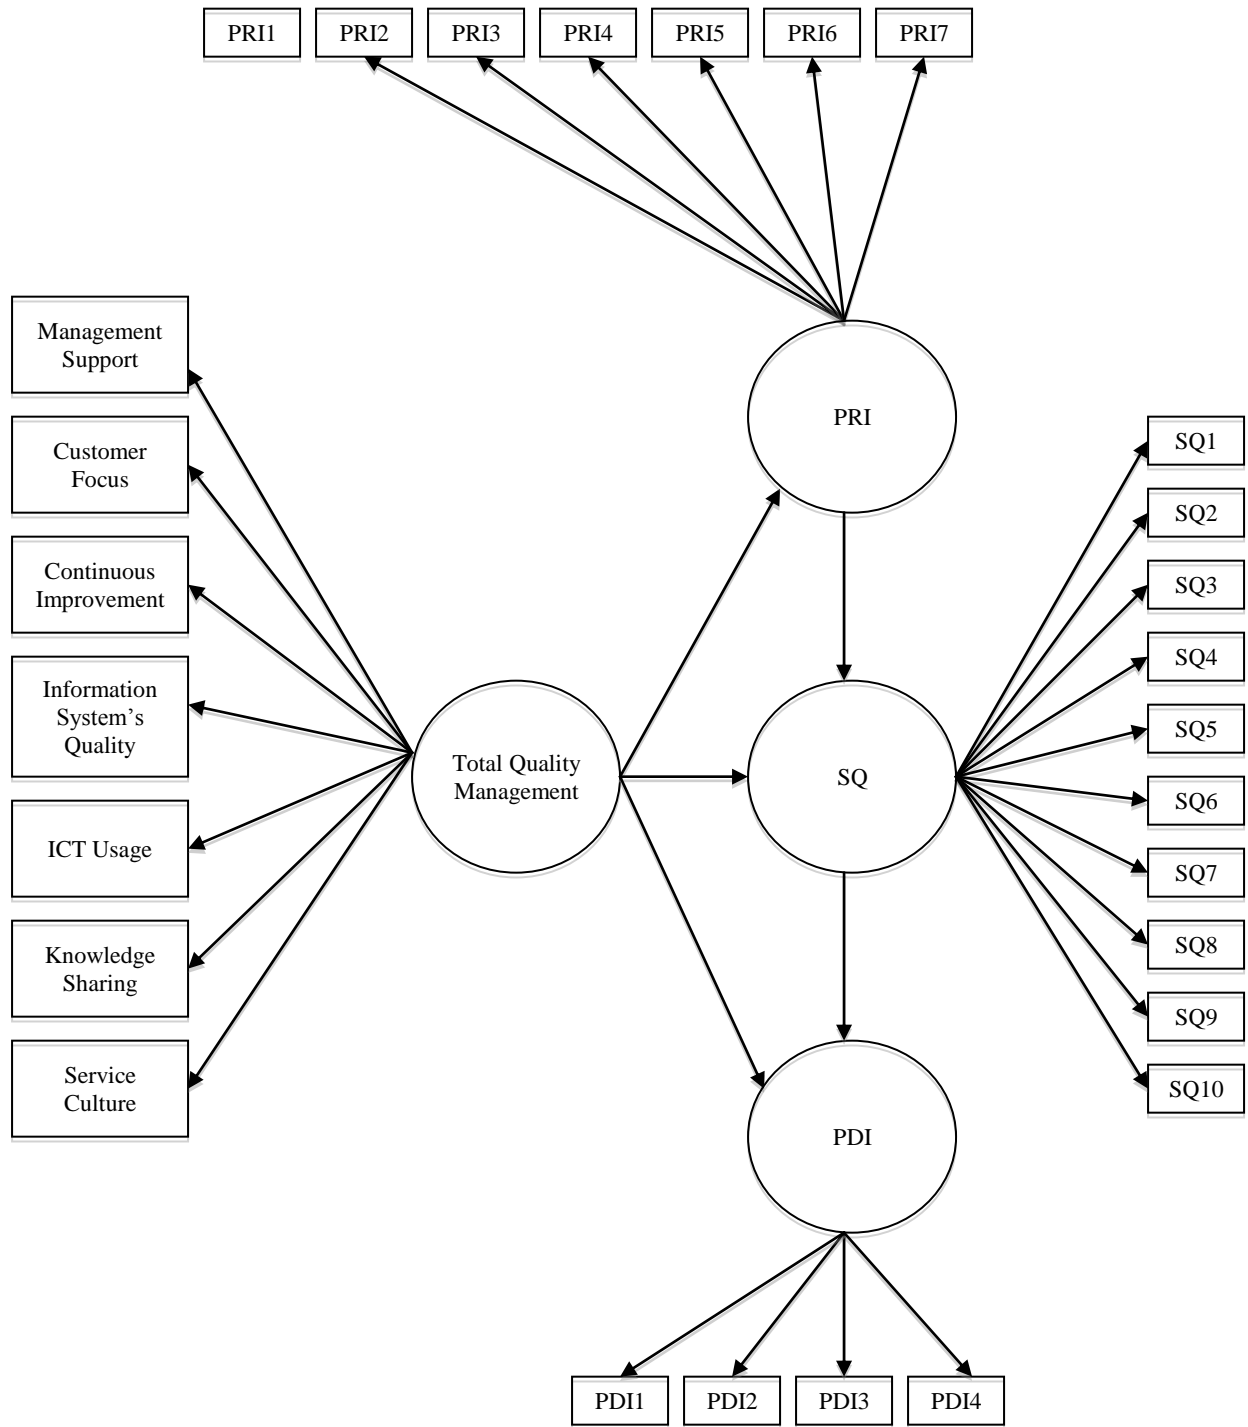 PRI1
PRI2
PRI3
PRI4
PRI5
PRI6
PRI7
Management
Support
Customer
Focus
Continuous
Improvement
Information
System’s
Quality
ICT Usage
Knowledge
Sharing
Service
Culture
Total Quality
Management
PRI
SQ
PDI
SQ1
SQ2
SQ3
SQ4
SQ5
SQ6
SQ7
SQ8
SQ9
SQ10
PDI1
PDI2
PDI3
PDI4